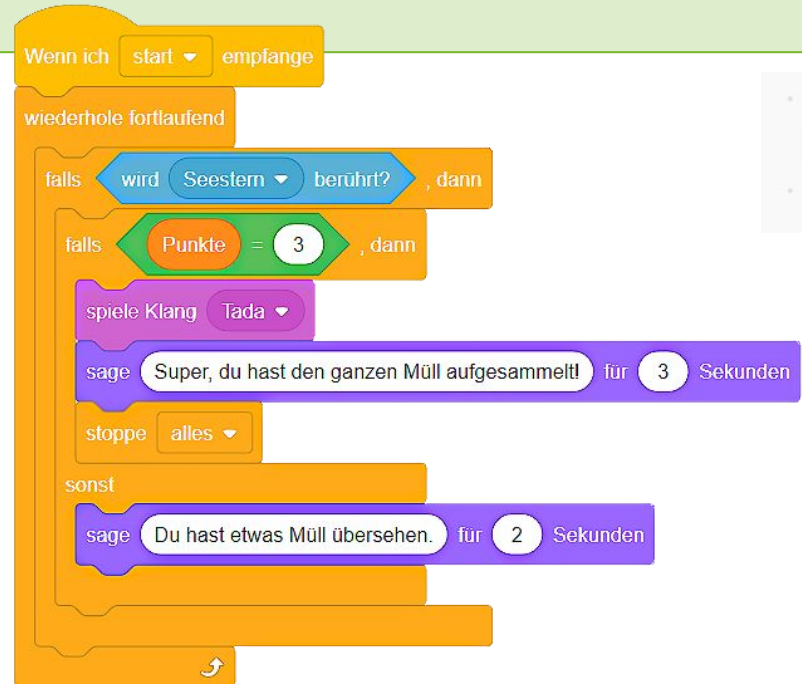 Wenn ich start empfange
wiederhole fortlaufend
falls wird Seestern berührt? , dann
falls Punkte = 3 , dann
spiele Klang Tada
sage Super, du hast den ganzen Müll aufgesammelt! für 3 Sekunden
stoppe alles
sonst
sage Du hast etwas Müll übersehen. für 2 Sekunden